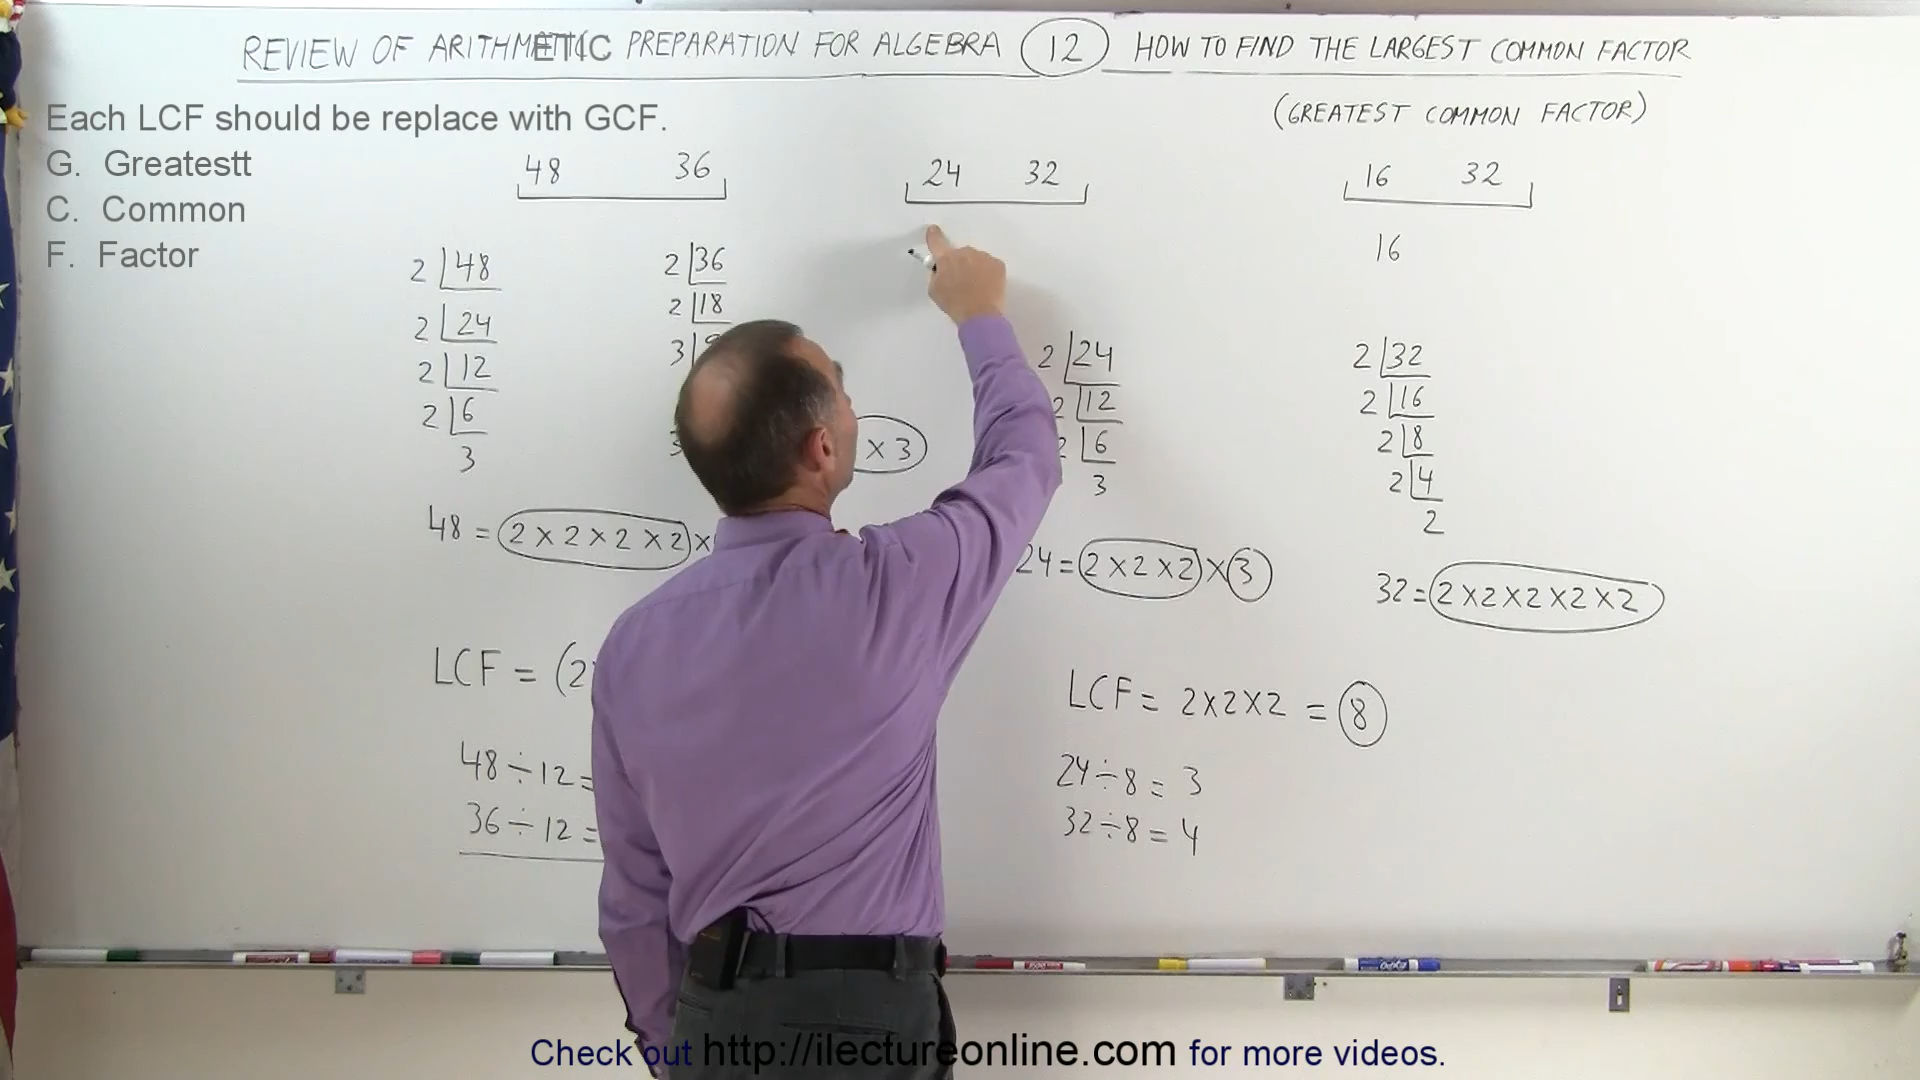 REVIEW OF ARITHMETIC PREPARATION FOR ALGEBRA 12 HOW TO FIND THE LARGEST COMMON FACTOR
(GREATEST COMMON FACTOR)
Each LCF should be replace with GCF.
G. Greatestt
C. Common
F. Factor
48 36
24 32
16 32
16
2 48
2 24
2 12
2 6
3
2 36
2 18
3
x 3
2 24
2 12
2 6
3
2 32
2 16
2 8
2 4
2
48 = 2 x 2 x 2 x 2 x
24 = 2 x 2 x 2 x 3
32 = 2 x 2 x 2 x 2 x 2
LCF = (2
48 ÷ 12 =
36 ÷ 12 =
LCF = 2 x 2 x 2 = 8
24 ÷ 8 = 3
32 ÷ 8 = 4
Check out http://ilectureonline.com for more videos.